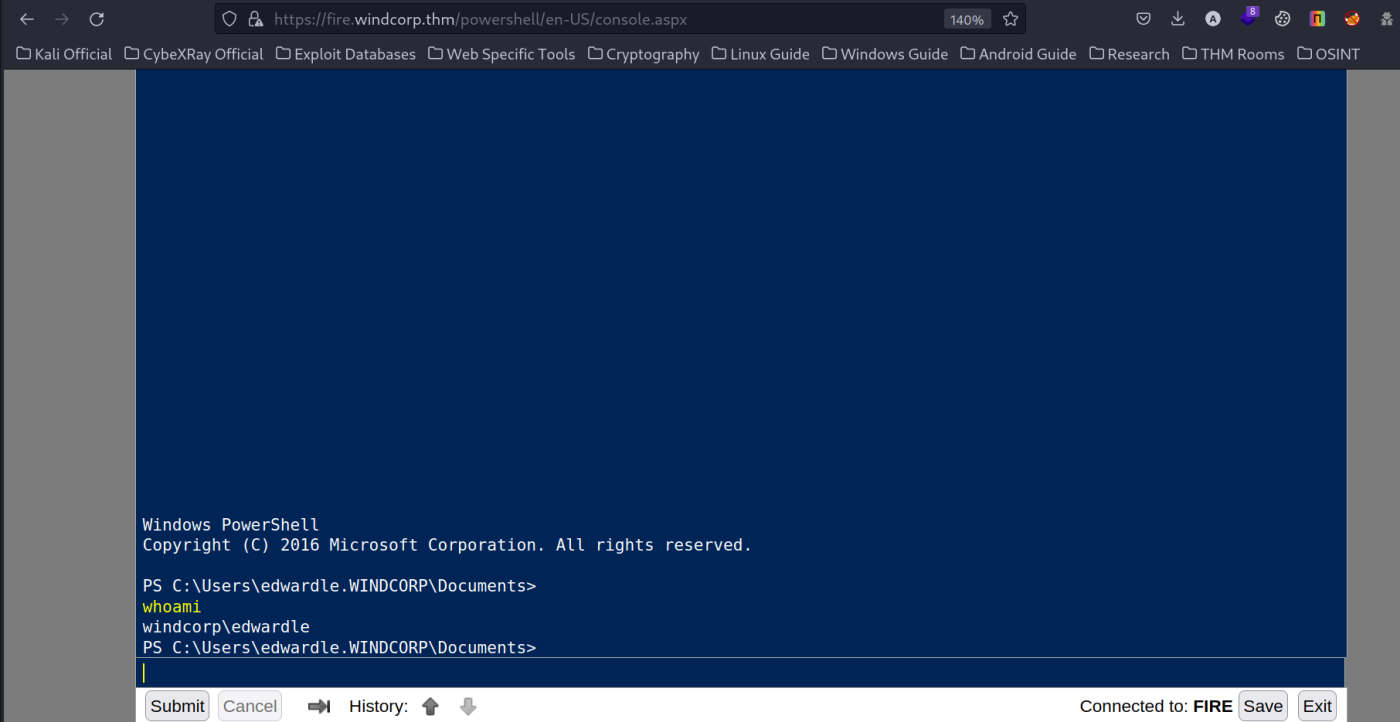 https://fire.windcorp.thm/powershell/en-US/console.aspx 140% A 8
Kali Official CybeXRay Official Exploit Databases Web Specific Tools Cryptography Linux Guide Windows Guide Android Guide Research THM Rooms OSINT
Windows PowerShell
Copyright (C) 2016 Microsoft Corporation. All rights reserved.
PS C:\Users\edwardle.WINDCORP\Documents>
whoami
windcorp\edwardle
PS C:\Users\edwardle.WINDCORP\Documents>
Submit Cancel History: Connected to: FIRE Save Exit